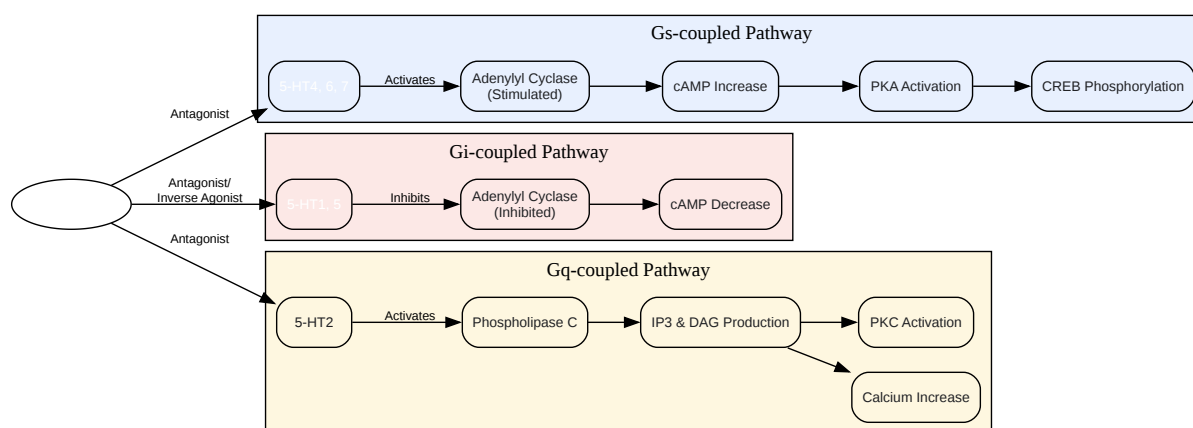 Gs-coupled Pathway
5-HT4, 6, 7
Activates
Adenylyl Cyclase
(Stimulated)
cAMP Increase
PKA Activation
CREB Phosphorylation
Antagonist
Gi-coupled Pathway
Antagonist/
Inverse Agonist
5-HT1, 5
Inhibits
Adenylyl Cyclase
(Inhibited)
cAMP Decrease
Antagonist
Gq-coupled Pathway
5-HT2
Activates
Phospholipase C
IP3 & DAG Production
PKC Activation
Calcium Increase